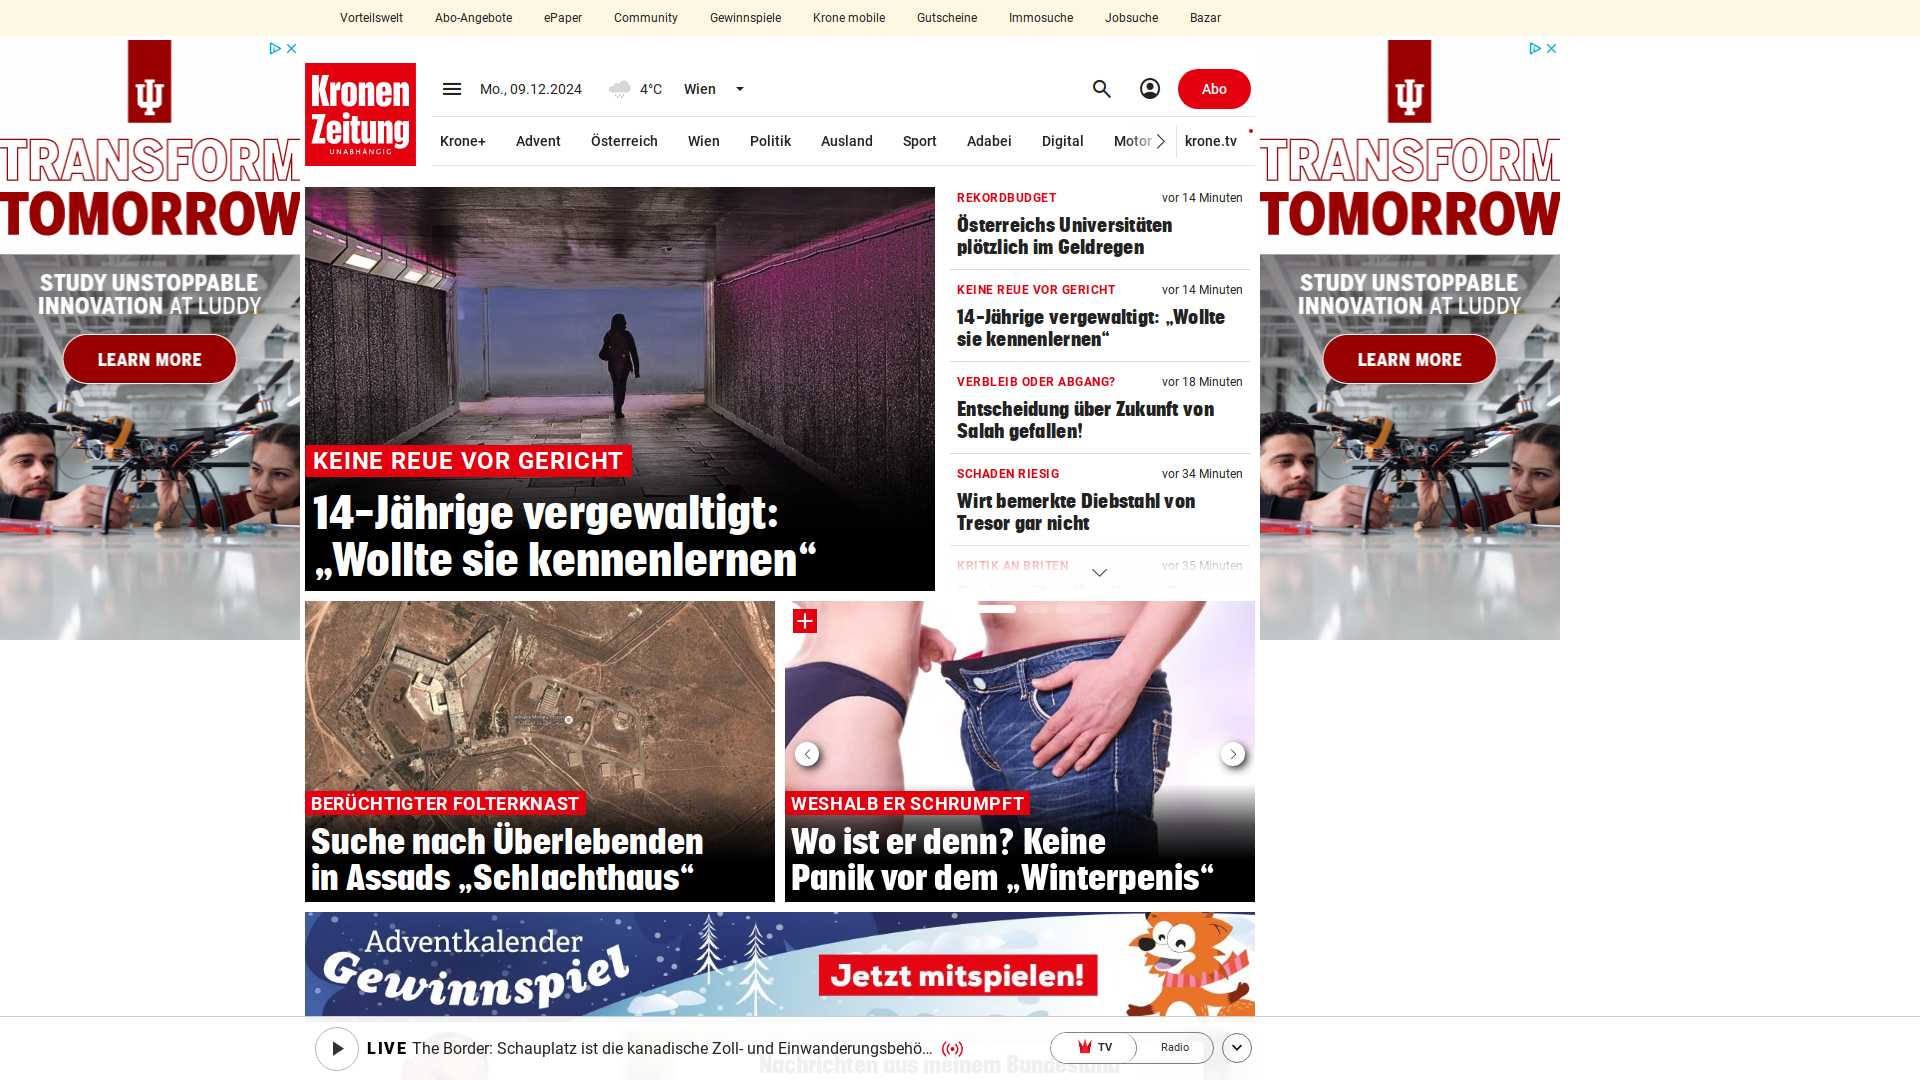 Vorteilswelt Abo-Angebote ePaper Community Gewinnspiele Krone mobile Gutscheine Immosuche Jobsuche Bazar
Kronen
Zeitung
UNABHÄNGIG
Mo., 09.12.2024 4°C Wien Abo
Krone+ Advent Österreich Wien Politik Ausland Sport Adabei Digital Motor krone.tv
TRANSFORM
TOMORROW
STUDY UNSTOPPABLE
INNOVATION AT LUDDY
LEARN MORE
KEINE REUE VOR GERICHT
14-Jährige vergewaltigt:
„Wollte sie kennenlernen“
REKORDBUDGET vor 14 Minuten
Österreichs Universitäten
plötzlich im Geldregen
KEINE REUE VOR GERICHT vor 14 Minuten
14-Jährige vergewaltigt: „Wollte
sie kennenlernen“
VERBLEIB ODER ABGANG? vor 18 Minuten
Entscheidung über Zukunft von
Salah gefallen!
SCHADEN RIESIG vor 34 Minuten
Wirt bemerkte Diebstahl von
Tresor gar nicht
KRITIK AN BRITEN vor 35 Minuten
TRANSFORM
TOMORROW
STUDY UNSTOPPABLE
INNOVATION AT LUDDY
LEARN MORE
BERÜCHTIGTER FOLTERKNAST
Suche nach Überlebenden
in Assads „Schlachthaus“
WESHALB ER SCHRUMPFT
Wo ist er denn? Keine
Panik vor dem „Winterpenis“
Adventkalender
Gewinnspiel
Jetzt mitspielen!
LIVE The Border: Schauplatz ist die kanadische Zoll- und Einwanderungsbehö... TV Radio
Nachrichten aus meinem Bundesland